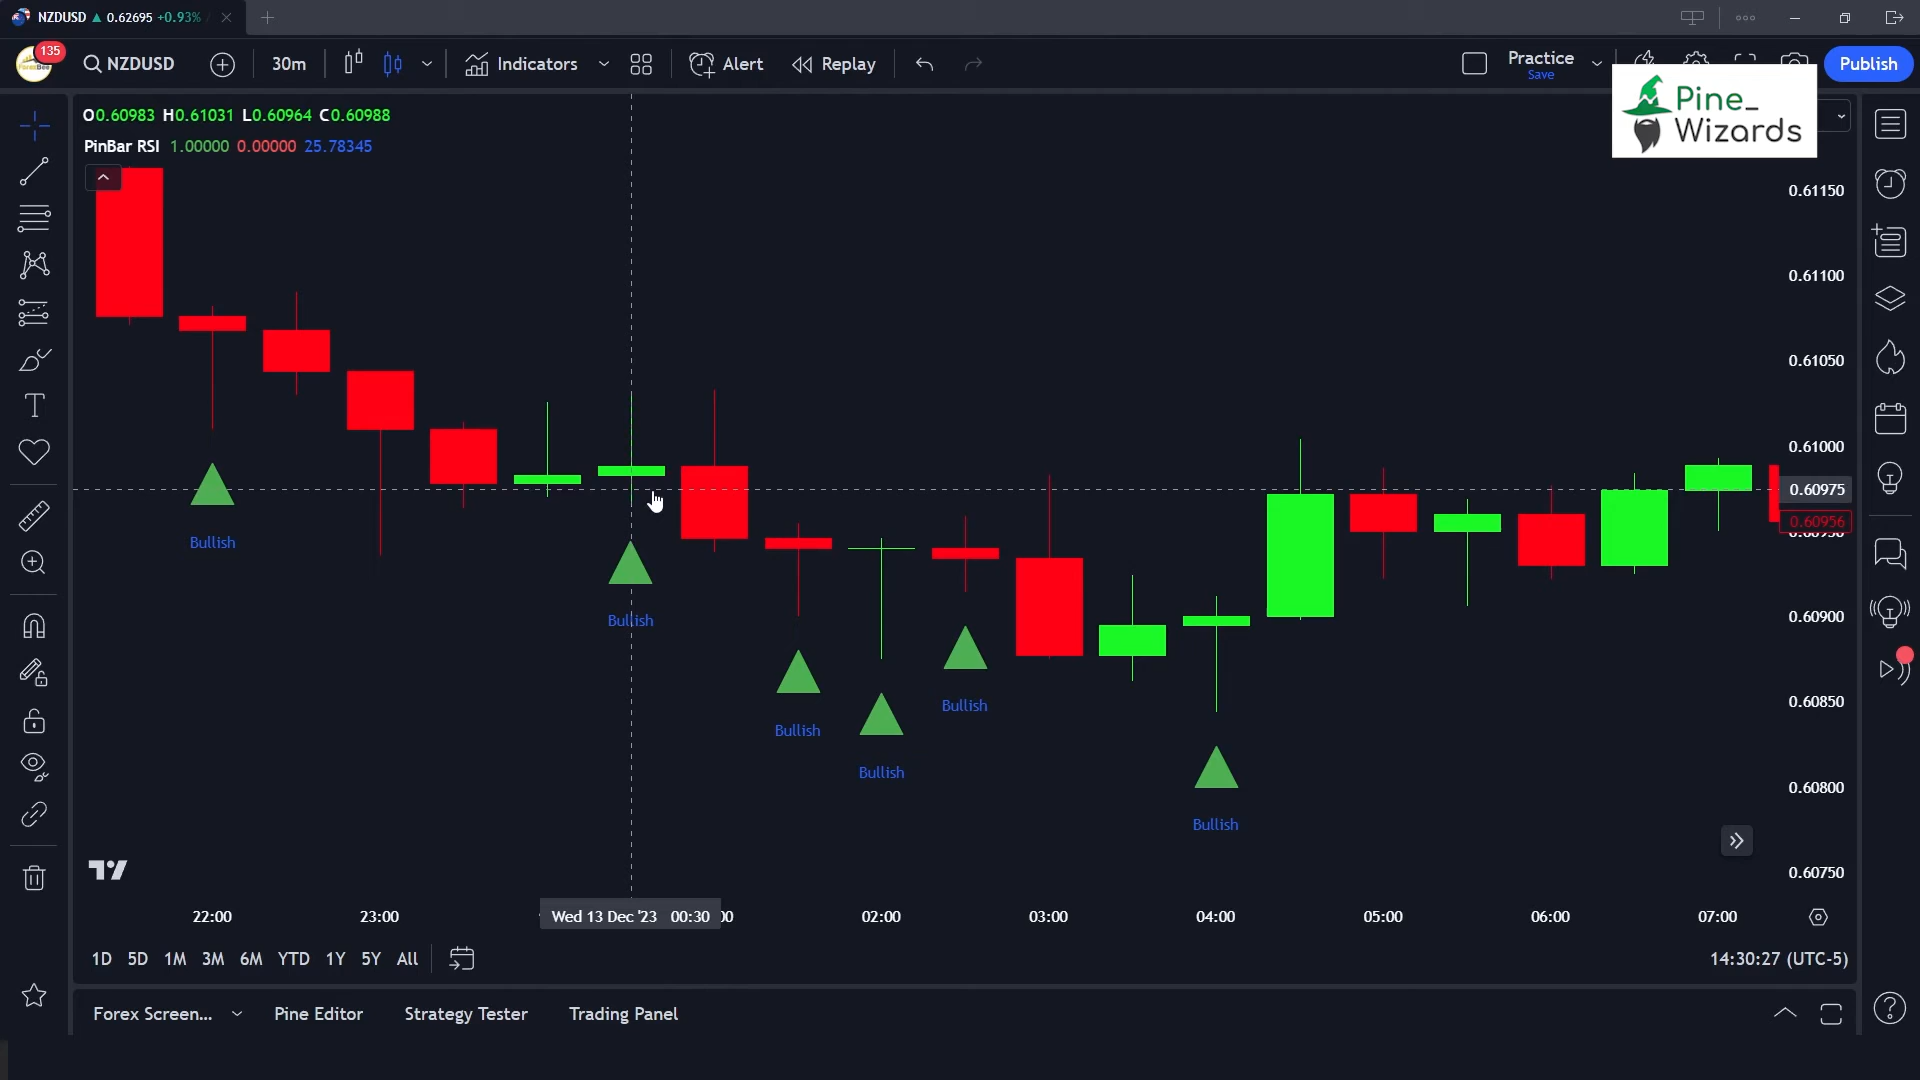 NZDUSD ▲ 0.62695 +0.93% /
135
ForexBee
NZDUSD
30m
Indicators
Alert
Replay
Practice
Save
Publish
Pine_
Wizards
O0.60983 H0.61031 L0.60964 C0.60988
PinBar RSI 1.00000 0.00000 25.78345
0.61150
0.61100
0.61050
0.61000
0.60975
0.60956
0.60950
0.60900
0.60850
0.60800
0.60750
Bullish
Bullish
Bullish
Bullish
Bullish
Bullish
22:00
23:00
Wed 13 Dec '23 00:30
02:00
03:00
04:00
05:00
06:00
07:00
1D 5D 1M 3M 6M YTD 1Y 5Y All
14:30:27 (UTC-5)
Forex Screen... Pine Editor Strategy Tester Trading Panel